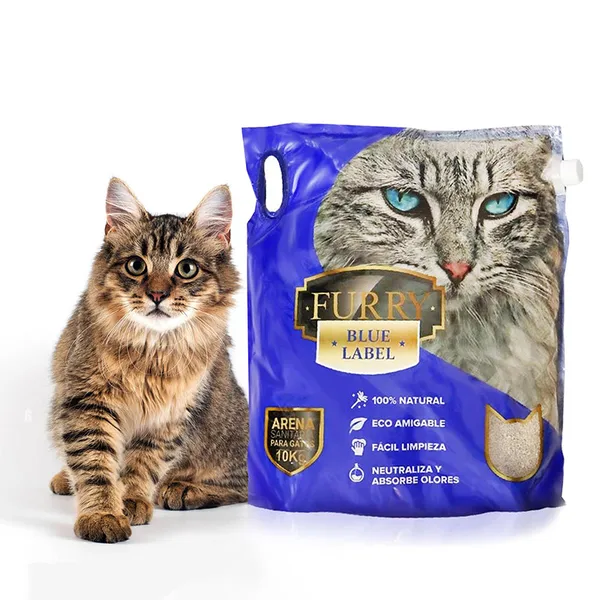 FURRY
BLUE
LABEL
100% NATURAL
ECO AMIGABLE
FÁCIL LIMPIEZA
NEUTRALIZA Y
ABSORBE OLORES
ARENA
SANITARIA
PARA GATOS
10KG